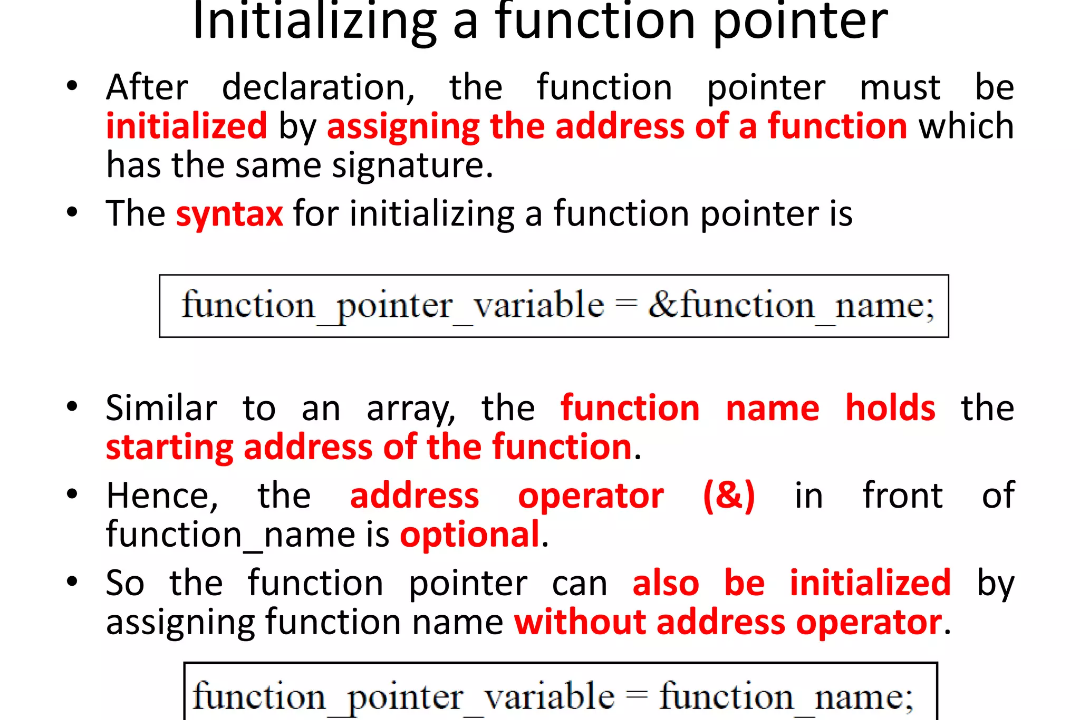 Initializing a function pointer
• After declaration, the function pointer must be
initialized by assigning the address of a function which
has the same signature.
• The syntax for initializing a function pointer is
function_pointer_variable = &function_name;
• Similar to an array, the function name holds the
starting address of the function.
• Hence, the address operator (&) in front of
function_name is optional.
• So the function pointer can also be initialized by
assigning function name without address operator.
function_pointer_variable = function_name;